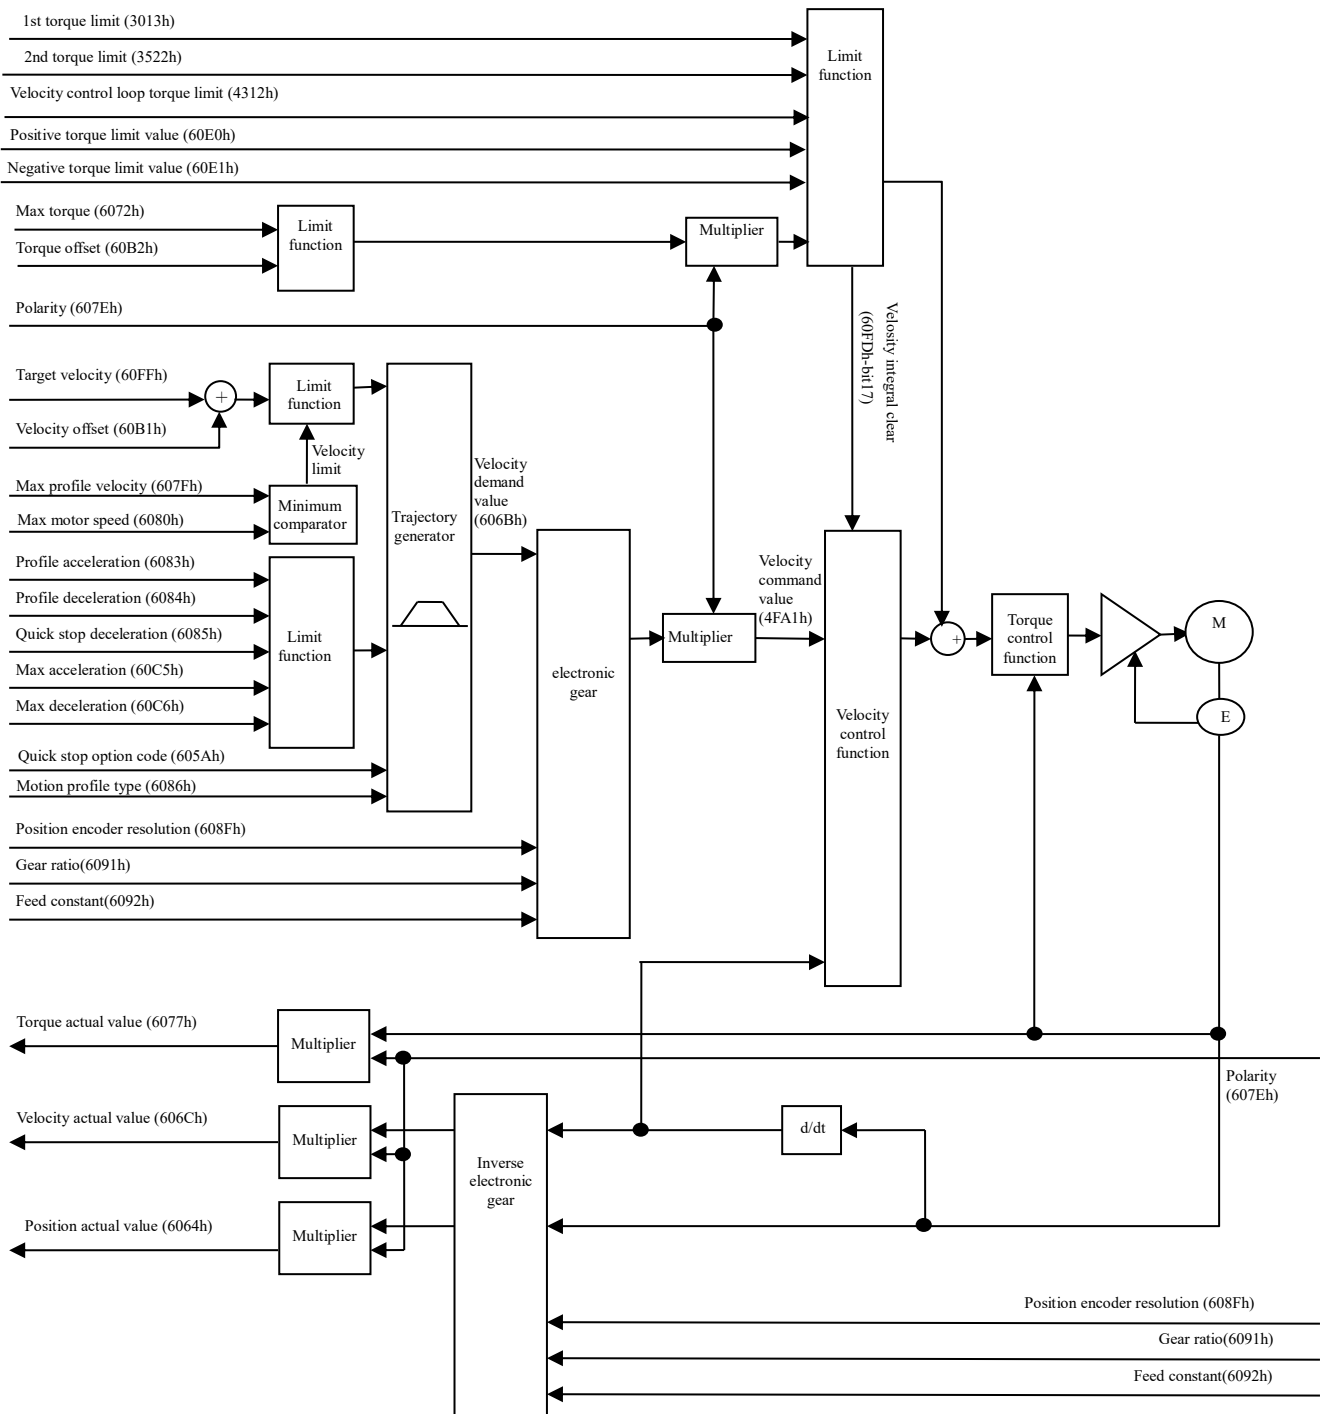 1st torque limit (3013h)
2nd torque limit (3522h)
Velocity control loop torque limit (4312h)
Positive torque limit value (60E0h)
Negative torque limit value (60E1h)
Limit
function
Max torque (6072h)
Torque offset (60B2h)
Limit
function
Multiplier
Polarity (607Eh)
Velosity integral clear
(60FDh-bit17)
Target velocity (60FFh)
+
Velocity offset (60B1h)
Limit
function
Velocity
limit
Max profile velocity (607Fh)
Max motor speed (6080h)
Minimum
comparator
Profile acceleration (6083h)
Profile deceleration (6084h)
Quick stop deceleration (6085h)
Max acceleration (60C5h)
Max deceleration (60C6h)
Limit
function
Quick stop option code (605Ah)
Motion profile type (6086h)
Trajectory
generator
Velocity
demand
value
(606Bh)
Position encoder resolution (608Fh)
Gear ratio(6091h)
Feed constant(6092h)
electronic
gear
Multiplier
Velocity
command
value
(4FA1h)
Velocity
control
function
+
Torque
control
function
M
E
Torque actual value (6077h)
Multiplier
Polarity
(607Eh)
Velocity actual value (606Ch)
Multiplier
d/dt
Inverse
electronic
gear
Position actual value (6064h)
Multiplier
Position encoder resolution (608Fh)
Gear ratio(6091h)
Feed constant(6092h)